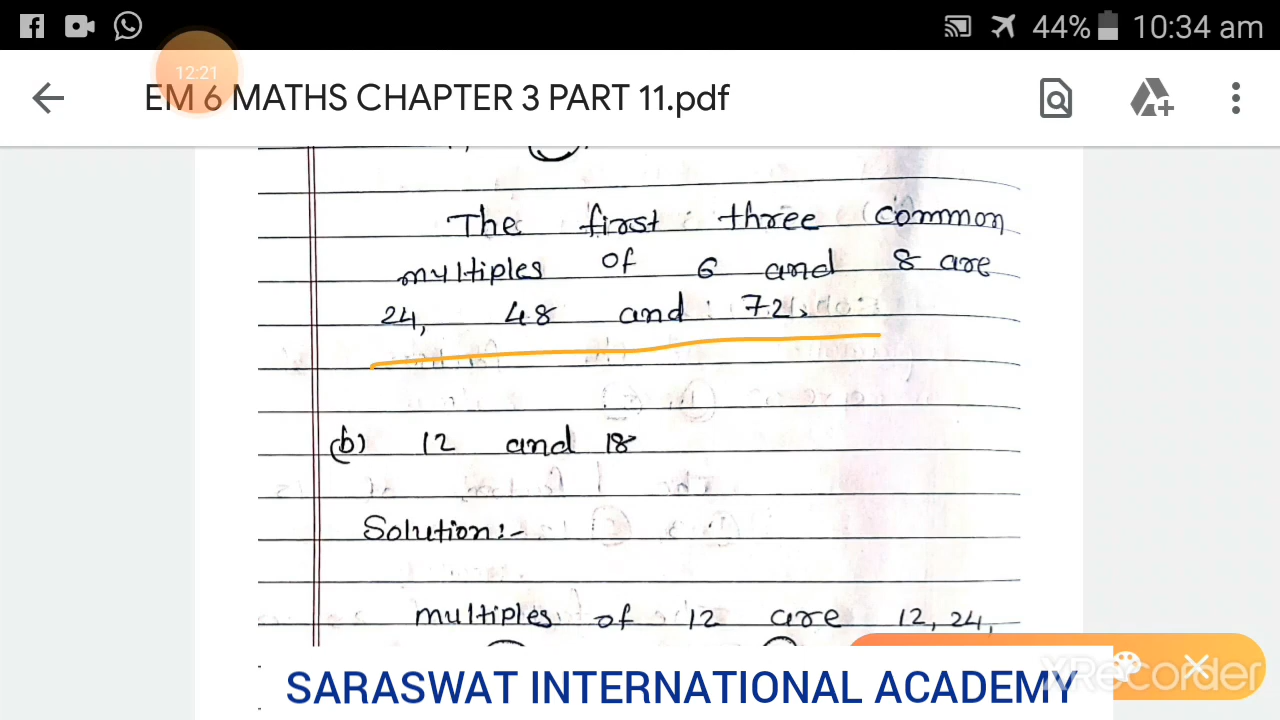 44% 10:34 am
12:21
EM 6 MATHS CHAPTER 3 PART 11.pdf
The first three common
multiples of 6 and 8 are
24, 48 and 72.
(b) 12 and 18
Solution:-
multiples of 12 are 12, 24,
XRecorder
SARASWAT INTERNATIONAL ACADEMY